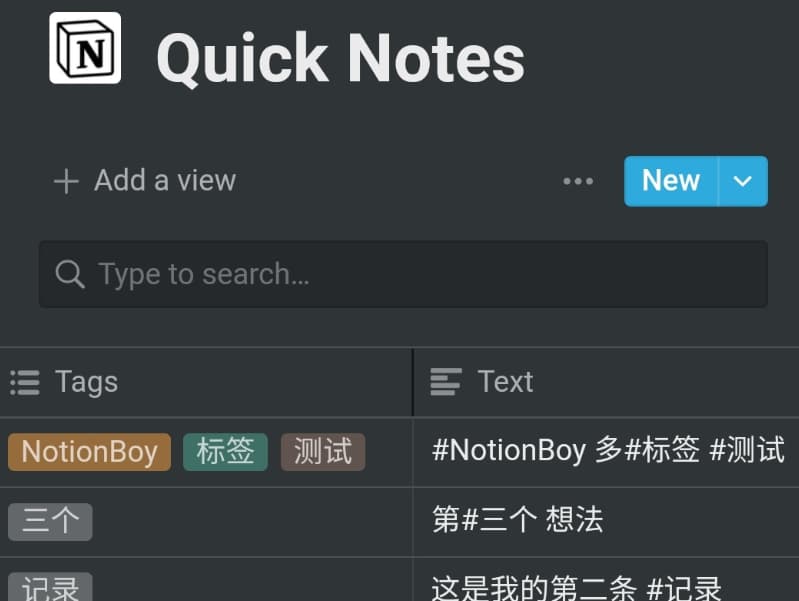 N
Quick Notes
Add a view
New
Type to search…
Tags Text
NotionBoy 标签 测试 #NotionBoy 多#标签 #测试
三个 第#三个 想法
记录 这是我的第二条 #记录